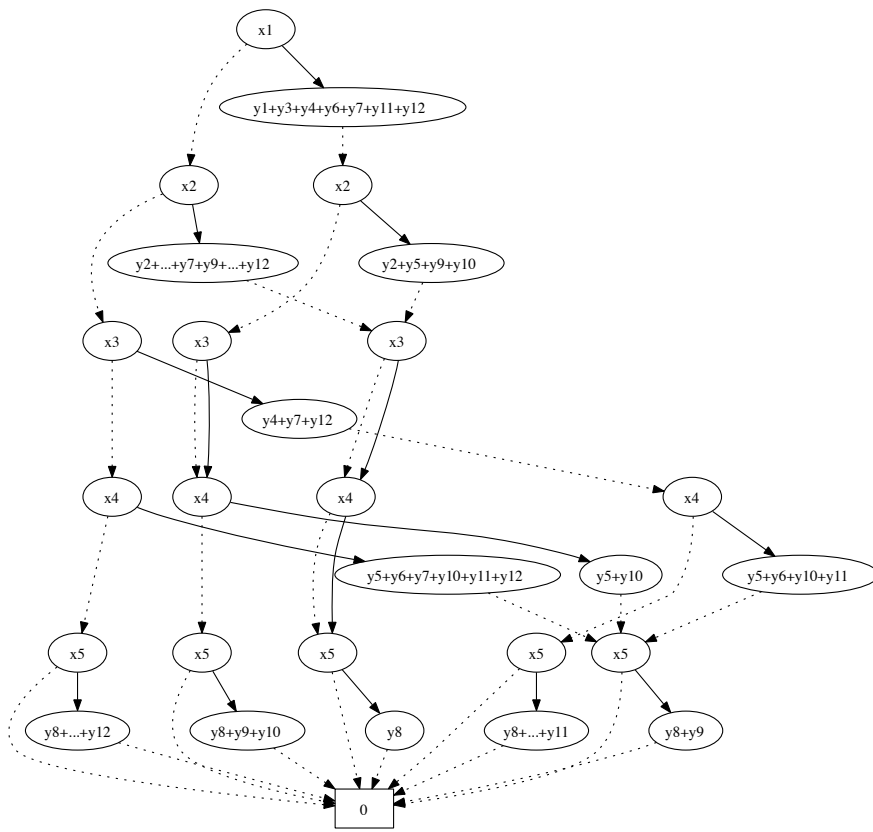 x1
y1+y3+y4+y6+y7+y11+y12
x2
x2
y2+...+y7+y9+...+y12
y2+y5+y9+y10
x3
x3
x3
y4+y7+y12
x4
x4
x4
x4
y5+y6+y7+y10+y11+y12
y5+y10
y5+y6+y10+y11
x5
x5
x5
x5
x5
y8+...+y12
y8+y9+y10
y8
y8+...+y11
y8+y9
0